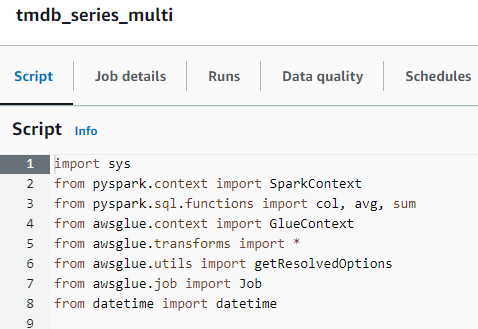 tmdb_series_multi
Script Job details Runs Data quality Schedules
Script Info
1 import sys
2 from pyspark.context import SparkContext
3 from pyspark.sql.functions import col, avg, sum
4 from awsglue.context import GlueContext
5 from awsglue.transforms import *
6 from awsglue.utils import getResolvedOptions
7 from awsglue.job import Job
8 from datetime import datetime
9